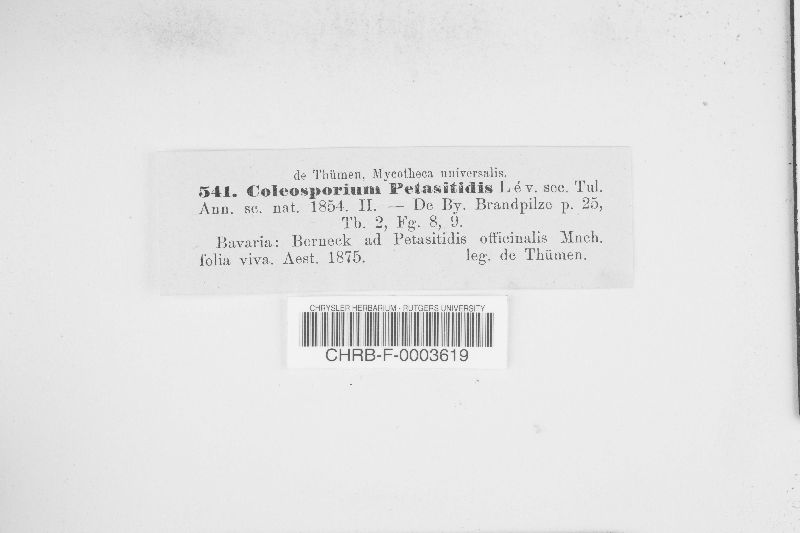 de Thümen, Mycotheca universalis.
541. Coleosporium Petasitidis Lév. sec. Tul.
Ann. sc. nat. 1854. II. — De By. Brandpilze p. 25,
Tb. 2, Fg. 8, 9.
Bavaria: Berneck ad Petasitidis officinalis Mnch.
folia viva. Aest. 1875. leg. de Thümen.
CHRYSLER HERBARIUM - RUTGERS UNIVERSITY
CHRB-F-0003619